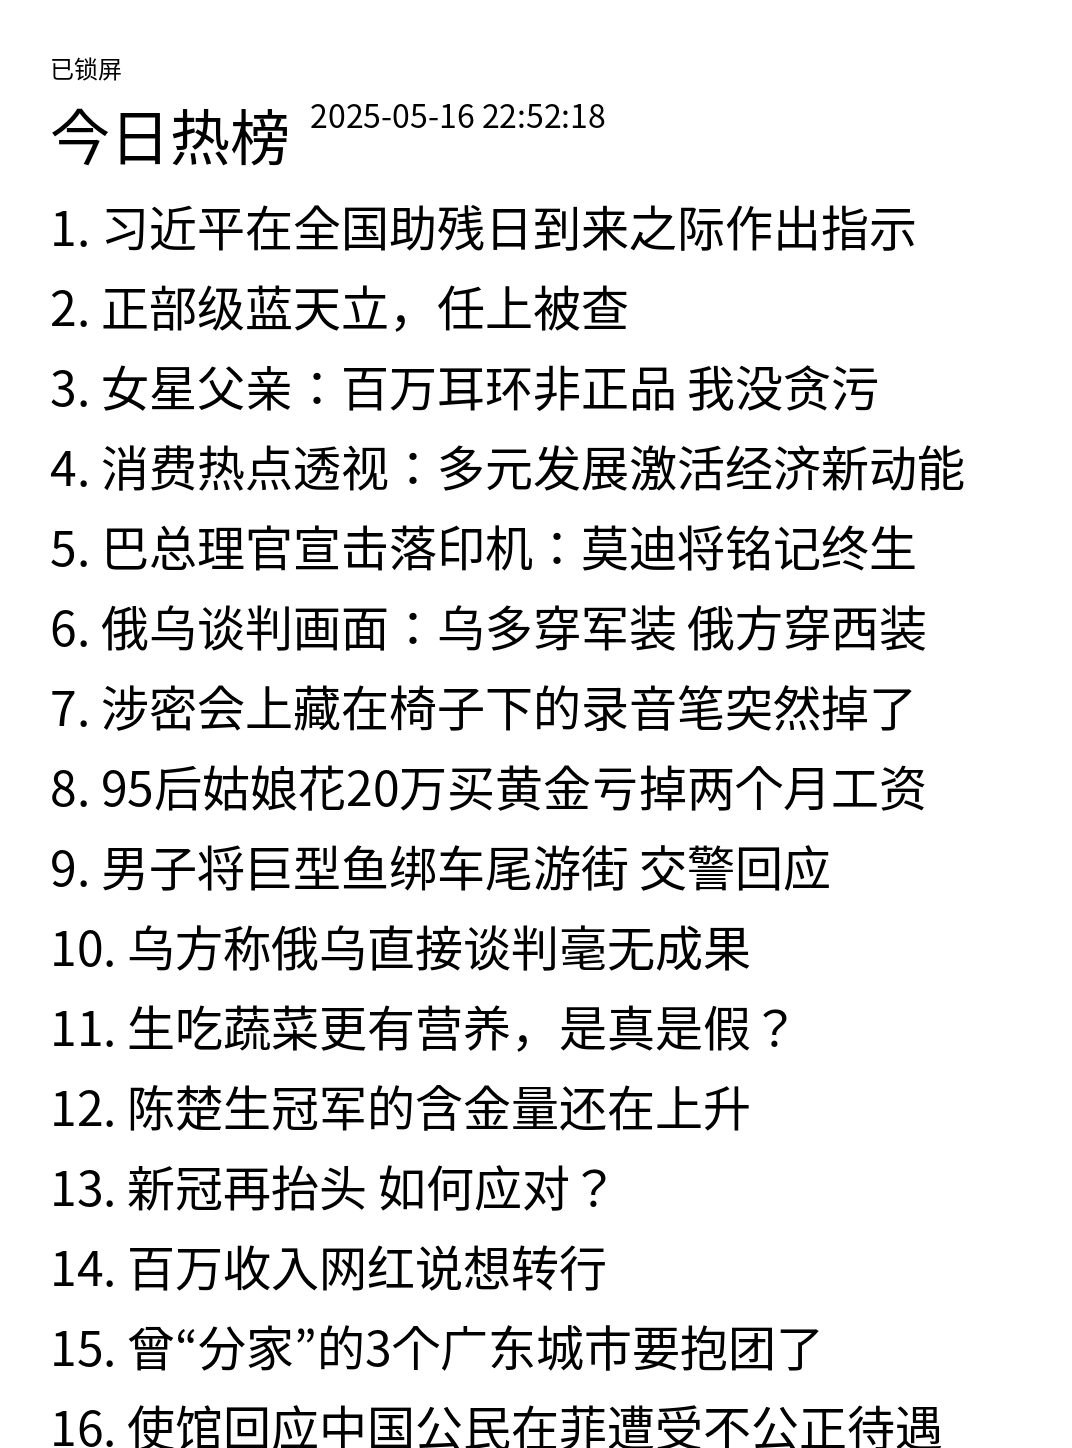 已锁屏
今日热榜 2025-05-16 22:52:18
1. 习近平在全国助残日到来之际作出指示
2. 正部级蓝天立，任上被查
3. 女星父亲：百万耳环非正品 我没贪污
4. 消费热点透视：多元发展激活经济新动能
5. 巴总理官宣击落印机：莫迪将铭记终生
6. 俄乌谈判画面：乌多穿军装 俄方穿西装
7. 涉密会上藏在椅子下的录音笔突然掉了
8. 95后姑娘花20万买黄金亏掉两个月工资
9. 男子将巨型鱼绑车尾游街 交警回应
10. 乌方称俄乌直接谈判毫无成果
11. 生吃蔬菜更有营养，是真是假？
12. 陈楚生冠军的含金量还在上升
13. 新冠再抬头 如何应对？
14. 百万收入网红说想转行
15. 曾“分家”的3个广东城市要抱团了
16. 使馆回应中国公民在菲遭受不公正待遇